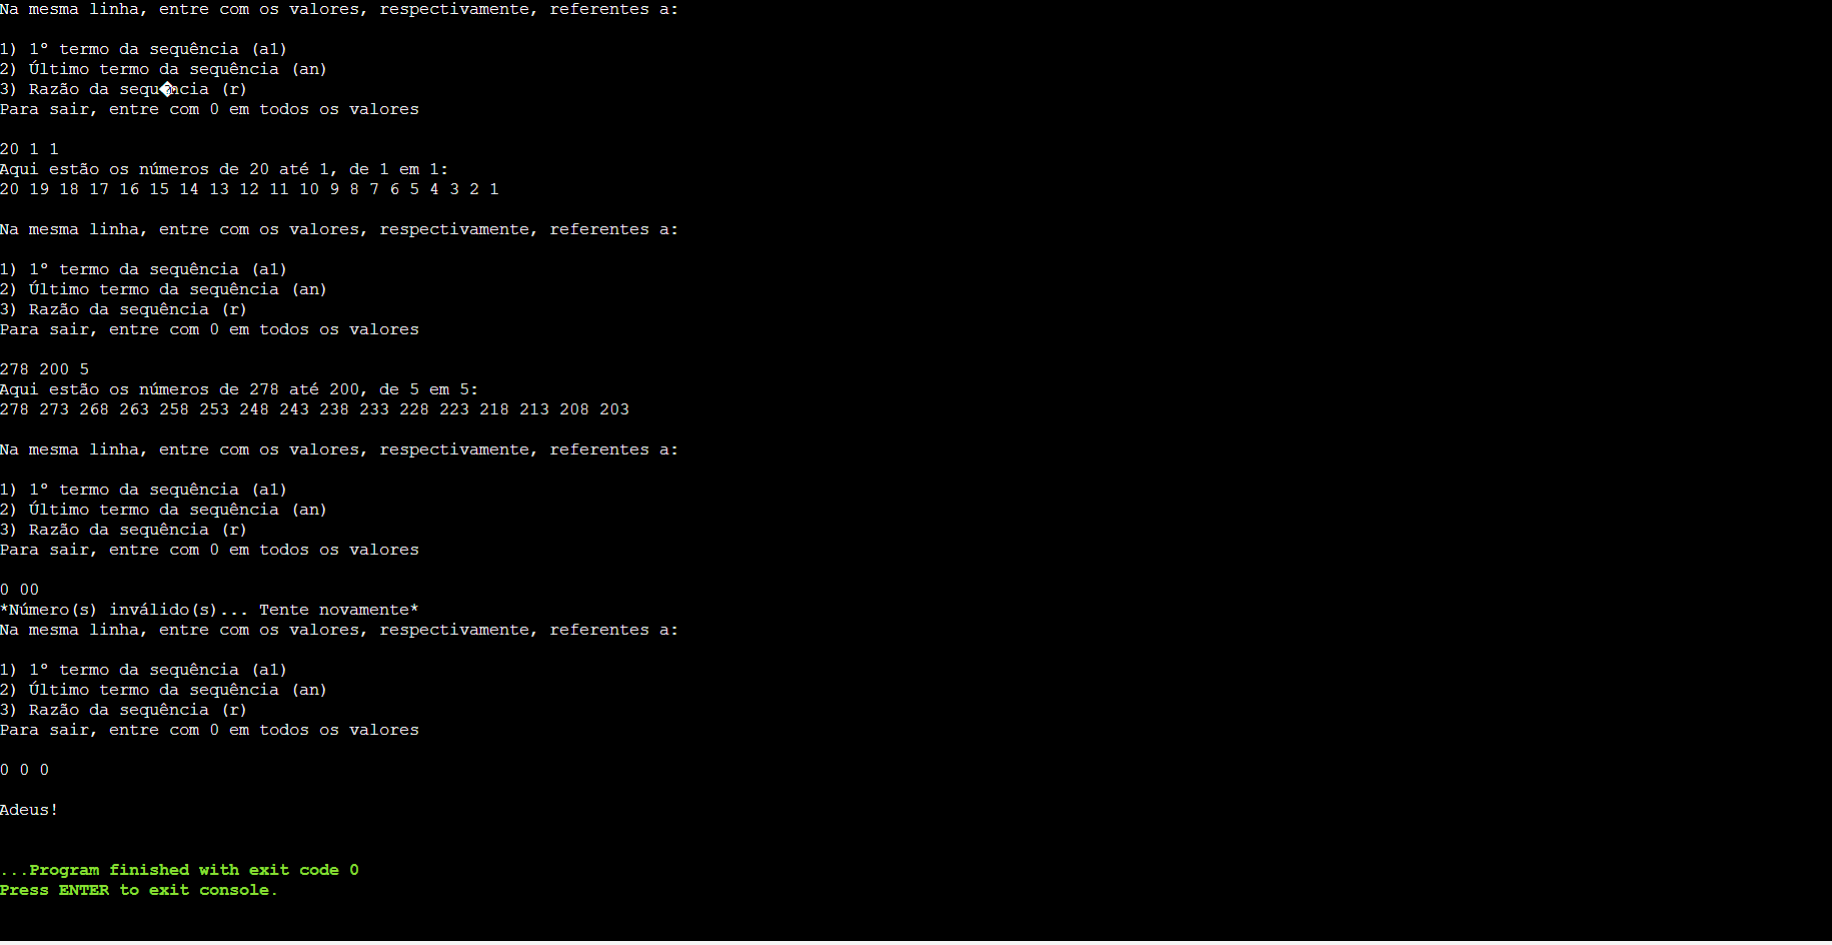 Na mesma linha, entre com os valores, respectivamente, referentes a:
1) 1º termo da sequência (a1)
2) Último termo da sequência (an)
3) Razão da sequ�ncia (r)
Para sair, entre com 0 em todos os valores
20 1 1
Aqui estão os números de 20 até 1, de 1 em 1:
20 19 18 17 16 15 14 13 12 11 10 9 8 7 6 5 4 3 2 1
Na mesma linha, entre com os valores, respectivamente, referentes a:
1) 1º termo da sequência (a1)
2) Último termo da sequência (an)
3) Razão da sequência (r)
Para sair, entre com 0 em todos os valores
278 200 5
Aqui estão os números de 278 até 200, de 5 em 5:
278 273 268 263 258 253 248 243 238 233 228 223 218 213 208 203
Na mesma linha, entre com os valores, respectivamente, referentes a:
1) 1º termo da sequência (a1)
2) Último termo da sequência (an)
3) Razão da sequência (r)
Para sair, entre com 0 em todos os valores
0 00
*Número(s) inválido(s)... Tente novamente*
Na mesma linha, entre com os valores, respectivamente, referentes a:
1) 1º termo da sequência (a1)
2) Último termo da sequência (an)
3) Razão da sequência (r)
Para sair, entre com 0 em todos os valores
0 0 0
Adeus!
...Program finished with exit code 0
Press ENTER to exit console.